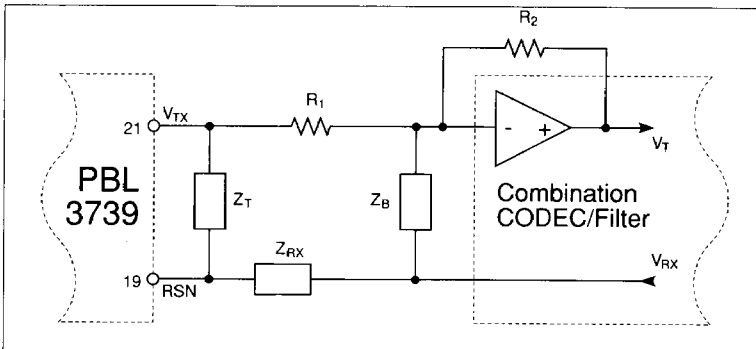 R2
R1
21
VTX
-
+
VT
PBL
3739
ZT
ZB
Combination
CODEC/Filter
ZRX
VRX
19
RSN